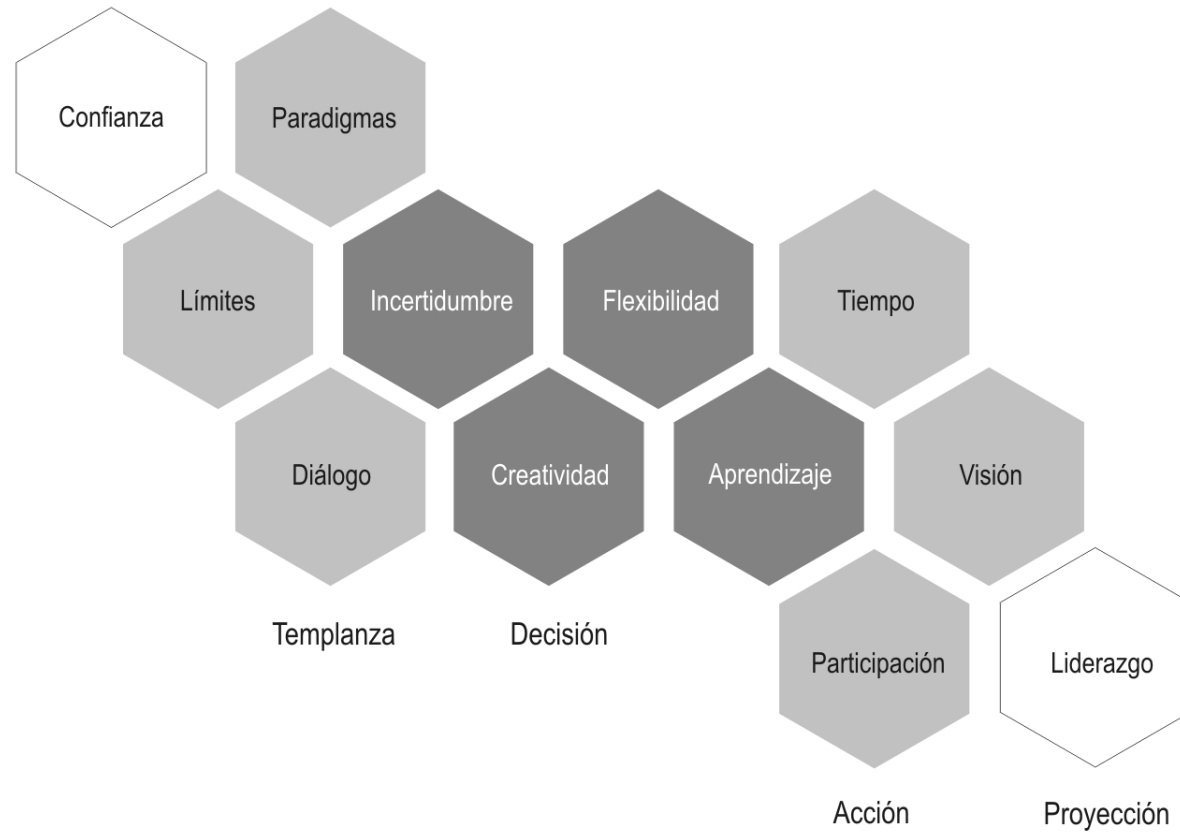 Confianza
Paradigmas
Límites
Incertidumbre
Flexibilidad
Tiempo
Diálogo
Creatividad
Aprendizaje
Visión
Templanza
Decisión
Participación
Liderazgo
Acción
Proyección